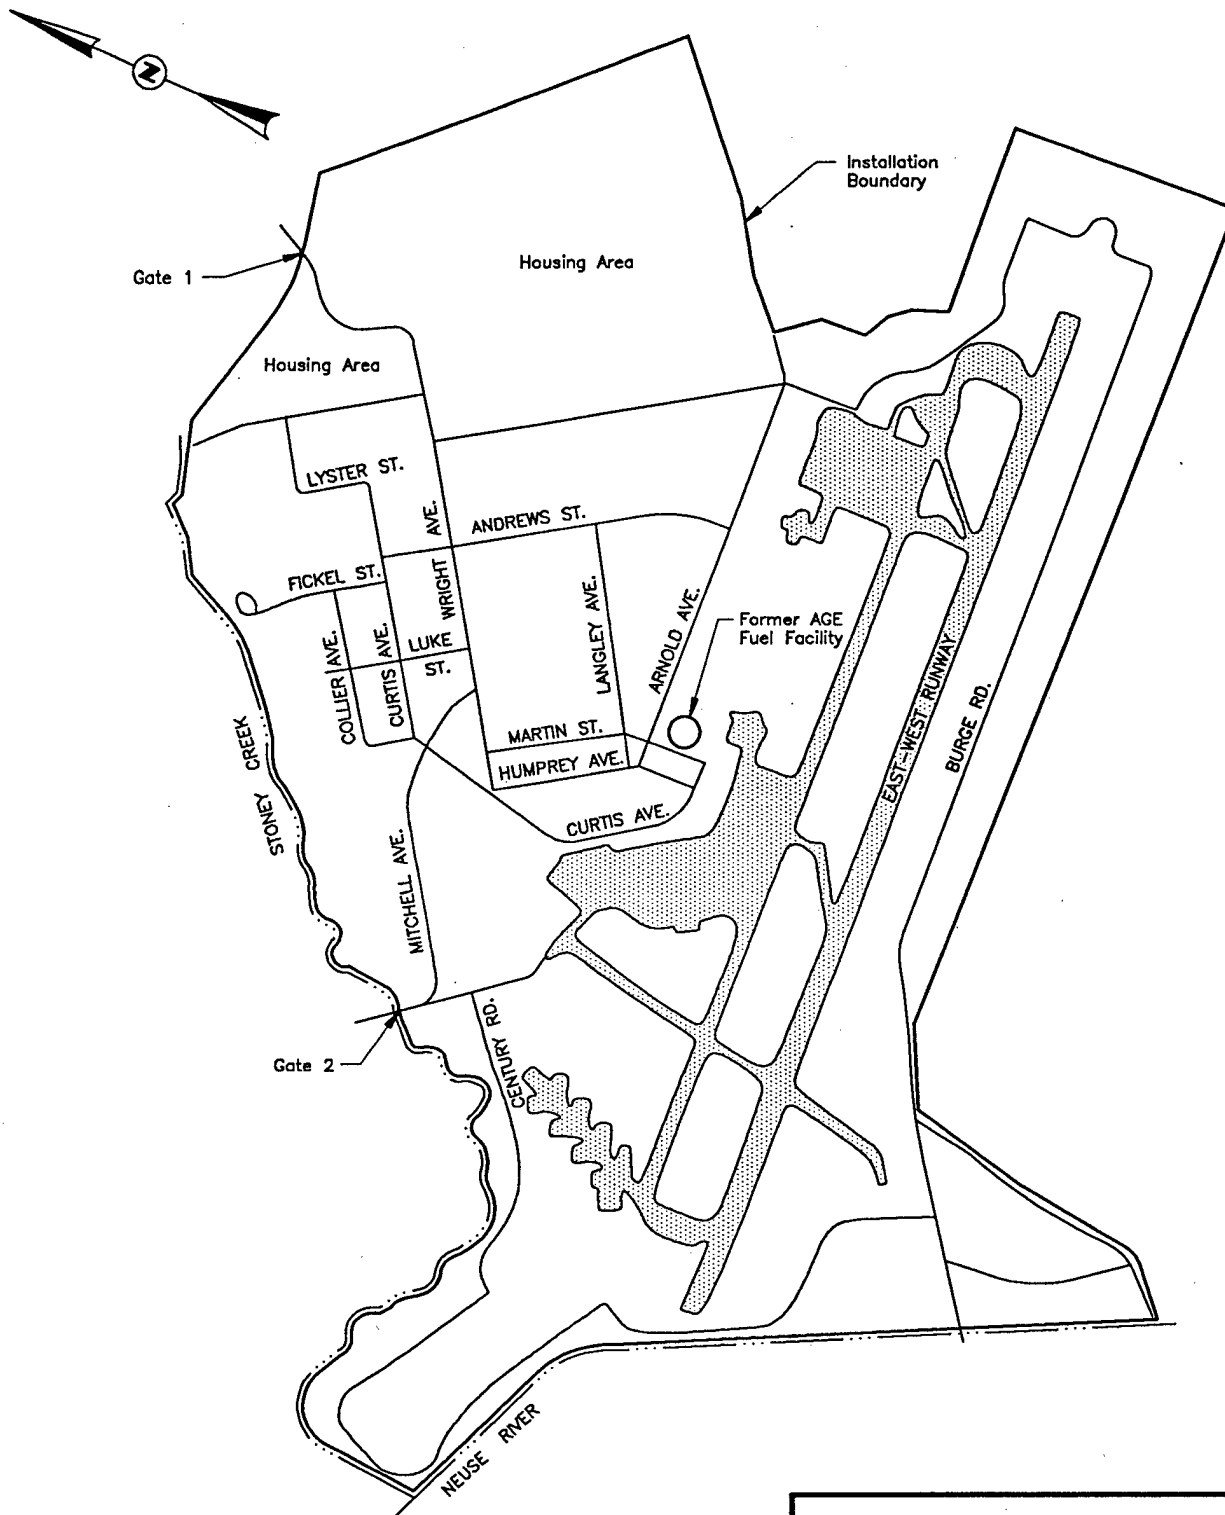 N
Installation
Boundary
Housing Area
Gate 1
Housing Area
LYSTER ST.
WRIGHT AVE.
ANDREWS ST.
FICKEL ST.
LANGLEY AVE.
ARNOLD AVE.
Former AGE
Fuel Facility
COLLIER AVE.
CURTIS AVE.
LUKE
ST.
EAST-WEST RUNWAY
BURGE RD.
MARTIN ST.
HUMPREY AVE.
STONEY CREEK
CURTIS AVE.
MITCHELL AVE.
CENTURY RD.
Gate 2
NEUSE RIVER